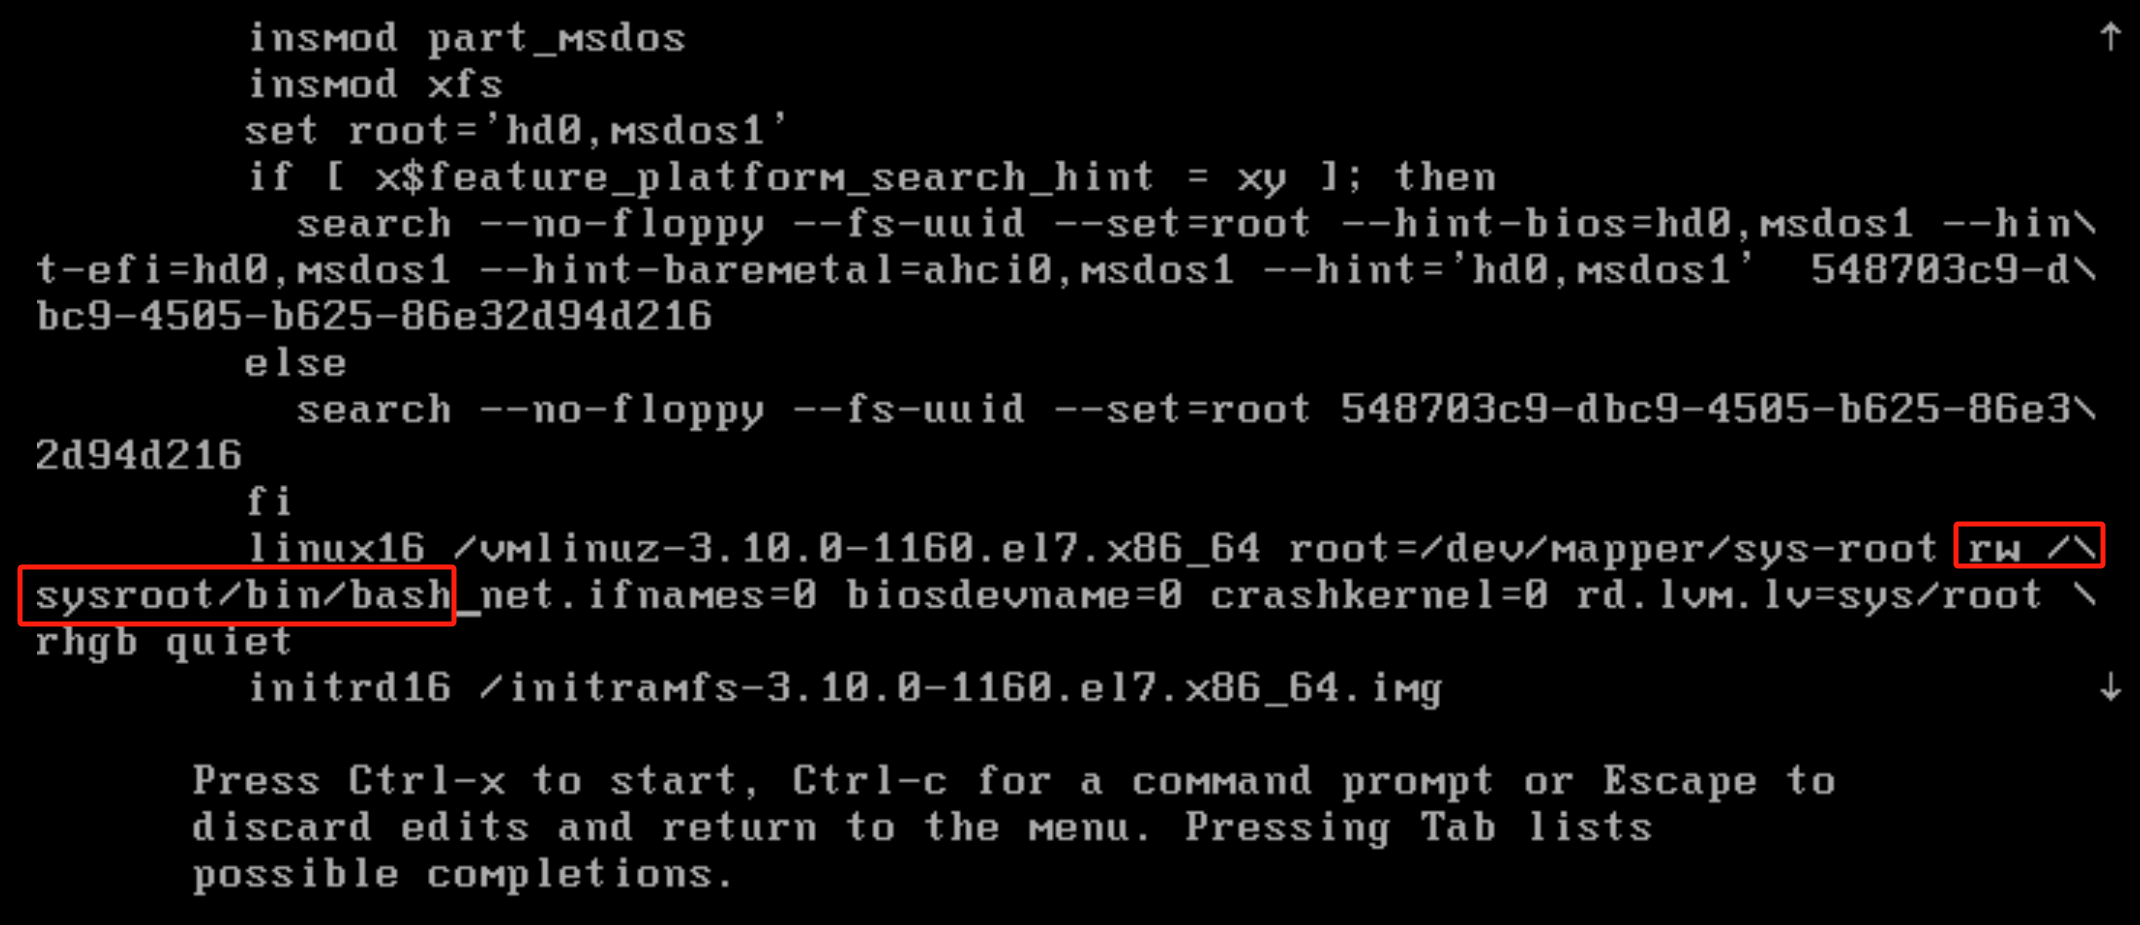 insmod part_msdos
insmod xfs
set root='hd0,msdos1'
if [ x$feature_platform_search_hint = xy ]; then
search --no-floppy --fs-uuid --set=root --hint-bios=hd0,msdos1 --hin\
t-efi=hd0,msdos1 --hint-baremetal=ahci0,msdos1 --hint='hd0,msdos1'  548703c9-d\
bc9-4505-b625-86e32d94d216
else
search --no-floppy --fs-uuid --set=root 548703c9-dbc9-4505-b625-86e3\
2d94d216
fi
linux16 /vmlinuz-3.10.0-1160.el7.x86_64 root=/dev/mapper/sys-root rw /\
sysroot/bin/bash_net.ifnames=0 biosdevname=0 crashkernel=0 rd.lvm.lv=sys/root \
rhgb quiet
initrd16 /initramfs-3.10.0-1160.el7.x86_64.img
↑
↓
Press Ctrl-x to start, Ctrl-c for a command prompt or Escape to
discard edits and return to the menu. Pressing Tab lists
possible completions.